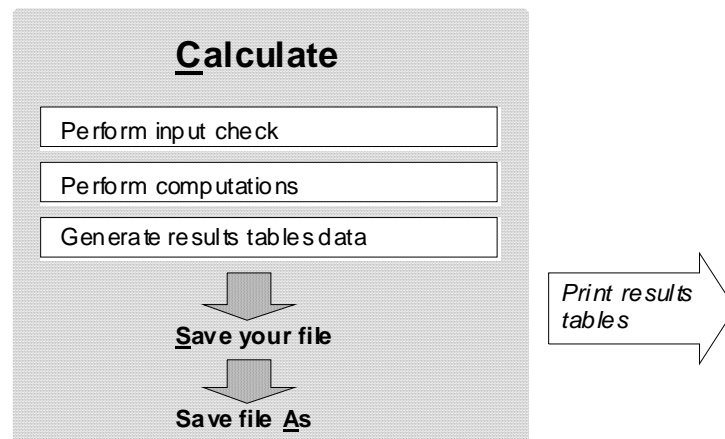 Calculate
Perform input check
Perform computations
Generate results tables data
Print results
tables
Save your file
Save file As